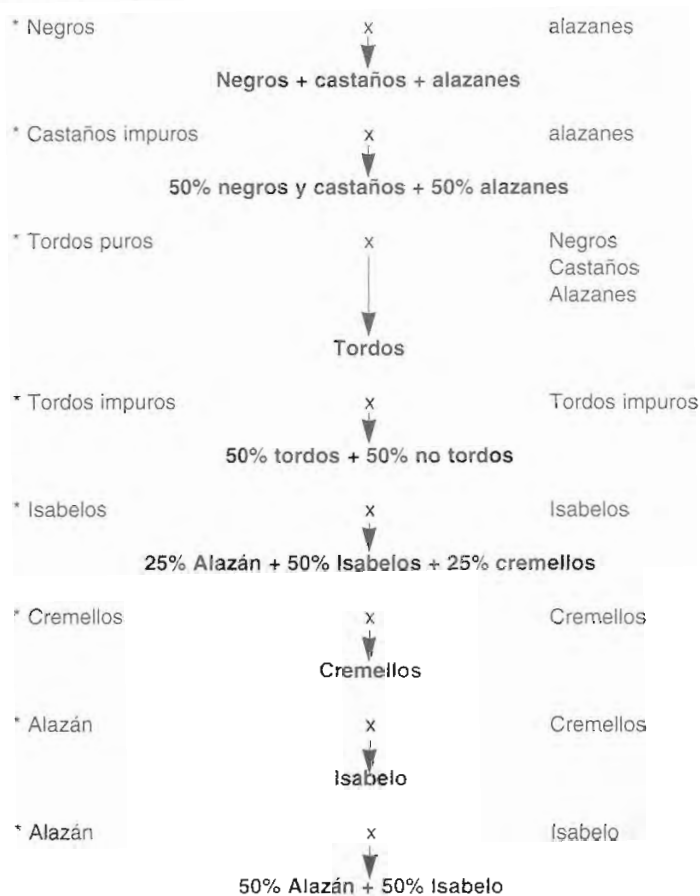 * Negros x alazanes
Negros + castaños + alazanes
* Castaños impuros x alazanes
50% negros y castaños + 50% alazanes
* Tordos puros x Negros
Castaños
Alazanes
Tordos
* Tordos impuros x Tordos impuros
50% tordos + 50% no tordos
* Isabelos x Isabelos
25% Alazán + 50% Isabelos + 25% cremellos
* Cremellos x Cremellos
Cremellos
* Alazán x Cremellos
Isabelo
* Alazán x Isabelo
50% Alazán + 50% Isabelo